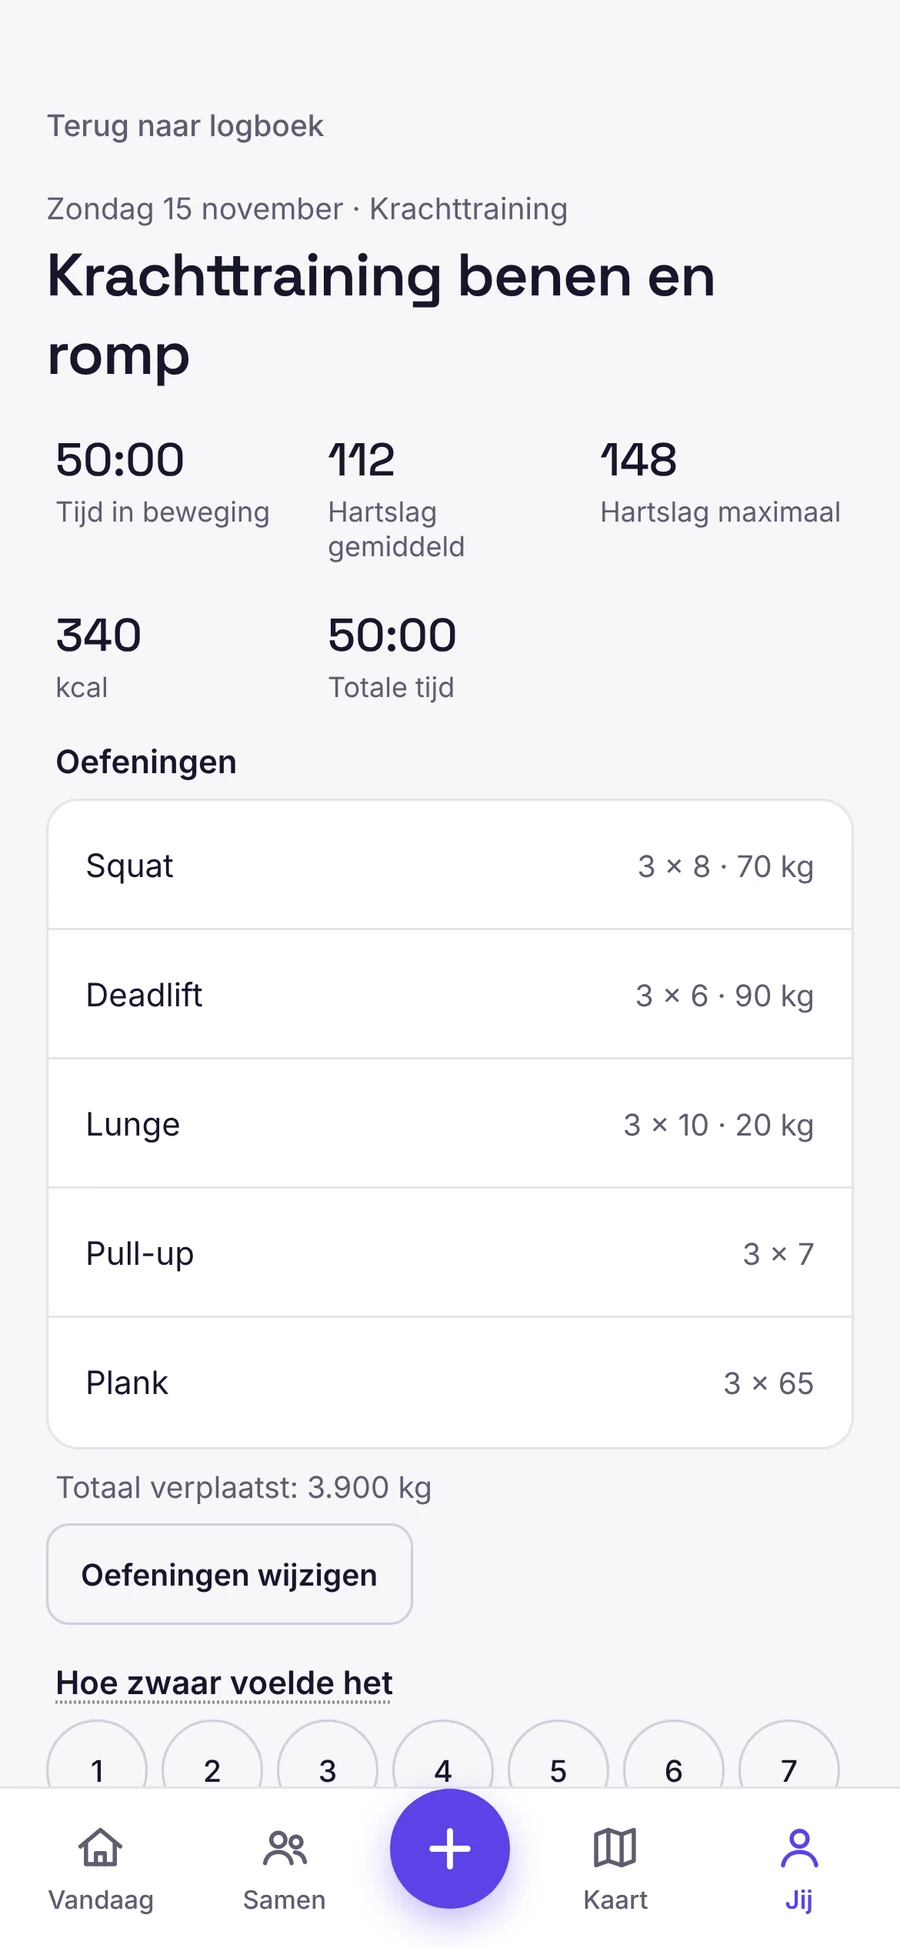 Terug naar logboek
Zondag 15 november · Krachttraining
Krachttraining benen en
romp
50:00
Tijd in beweging
112
Hartslag
gemiddeld
148
Hartslag maximaal
340
kcal
50:00
Totale tijd
Oefeningen
Squat 3 × 8 · 70 kg
Deadlift 3 × 6 · 90 kg
Lunge 3 × 10 · 20 kg
Pull-up 3 × 7
Plank 3 × 65
Totaal verplaatst: 3.900 kg
Oefeningen wijzigen
Hoe zwaar voelde het
1 2 3 4 5 6 7
Vandaag Samen Kaart Jij